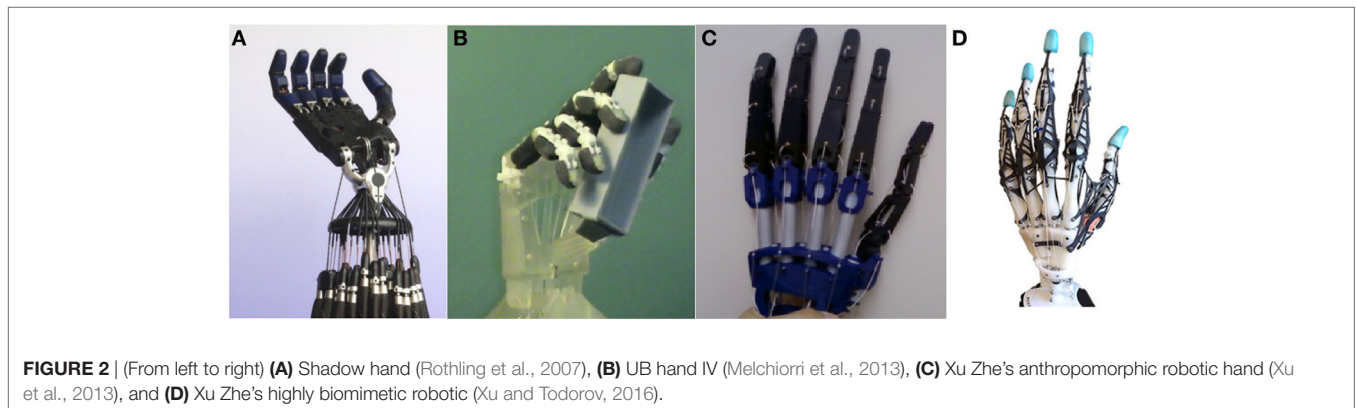 A B C D
FIGURE 2 | (From left to right) (A) Shadow hand (Rothling et al., 2007), (B) UB hand IV (Melchiorri et al., 2013), (C) Xu Zhe's anthropomorphic robotic hand (Xu
et al., 2013), and (D) Xu Zhe's highly biomimetic robotic (Xu and Todorov, 2016).